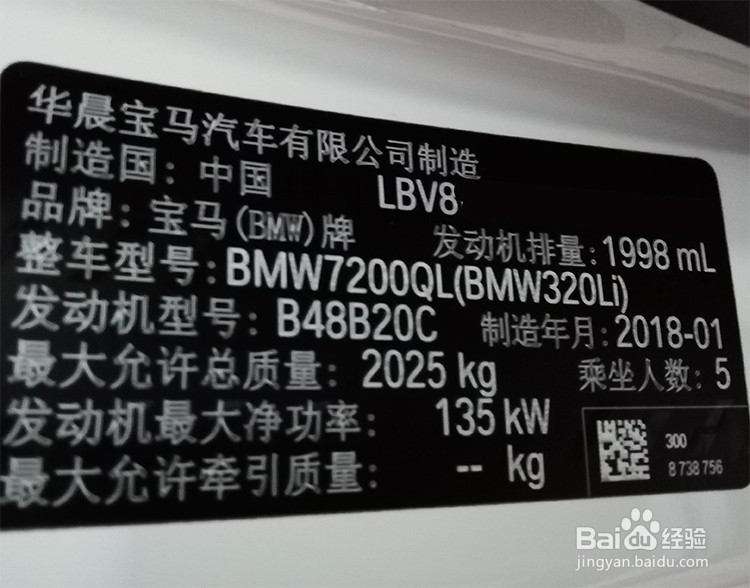 华晨宝马汽车有限公司制造
制造国：中国 LBV8
品牌：宝马(BMW)牌 发动机排量：1998 mL
整车型号：BMW7200QL(BMW320Li)
发动机型号：B48B20C 制造年月：2018-01
最大允许总质量：2025 kg 乘坐人数：5
发动机最大净功率：135 kW
最大允许牵引质量：-- kg
300
8 738 756
Baidu经验
jingyan.baidu.com